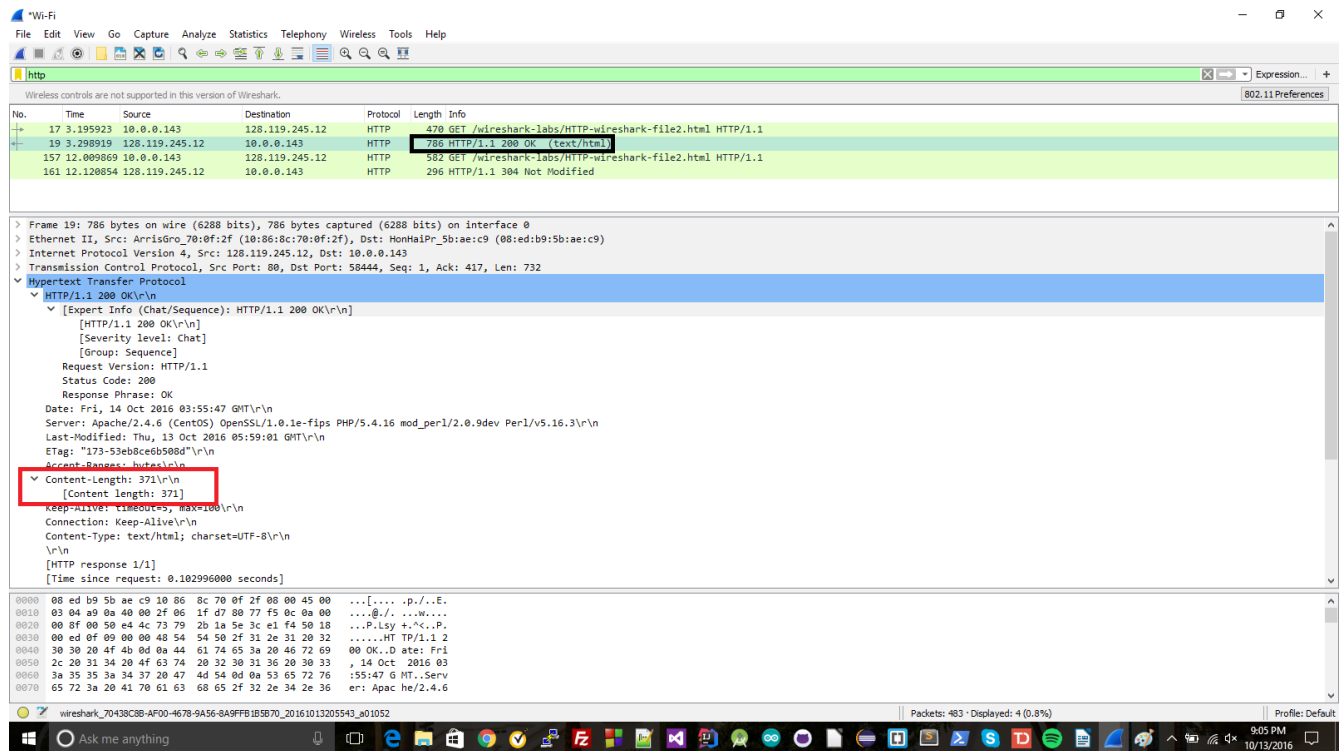 *Wi-Fi
File Edit View Go Capture Analyze Statistics Telephony Wireless Tools Help
http
Expression... +
Wireless controls are not supported in this version of Wireshark.
802.11 Preferences
No. Time Source Destination Protocol Length Info
17 3.195923 10.0.0.143 128.119.245.12 HTTP 470 GET /wireshark-labs/HTTP-wireshark-file2.html HTTP/1.1
19 3.298919 128.119.245.12 10.0.0.143 HTTP 786 HTTP/1.1 200 OK (text/html)
157 12.009869 10.0.0.143 128.119.245.12 HTTP 582 GET /wireshark-labs/HTTP-wireshark-file2.html HTTP/1.1
161 12.120854 128.119.245.12 10.0.0.143 HTTP 296 HTTP/1.1 304 Not Modified
Frame 19: 786 bytes on wire (6288 bits), 786 bytes captured (6288 bits) on interface 0
Ethernet II, Src: ArrisGro_70:0f:2f (10:86:8c:70:0f:2f), Dst: HonHaiPr_5b:ae:c9 (08:ed:b9:5b:ae:c9)
Internet Protocol Version 4, Src: 128.119.245.12, Dst: 10.0.0.143
Transmission Control Protocol, Src Port: 80, Dst Port: 58444, Seq: 1, Ack: 417, Len: 732
Hypertext Transfer Protocol
HTTP/1.1 200 OK\r\n
[Expert Info (Chat/Sequence): HTTP/1.1 200 OK\r\n]
[HTTP/1.1 200 OK\r\n]
[Severity level: Chat]
[Group: Sequence]
Request Version: HTTP/1.1
Status Code: 200
Response Phrase: OK
Date: Fri, 14 Oct 2016 03:55:47 GMT\r\n
Server: Apache/2.4.6 (CentOS) OpenSSL/1.0.1e-fips PHP/5.4.16 mod_perl/2.0.9dev Perl/v5.16.3\r\n
Last-Modified: Thu, 13 Oct 2016 05:59:01 GMT\r\n
ETag: "173-53eb8ce6b508d"\r\n
Accept-Ranges: bytes\r\n
Content-Length: 371\r\n
[Content length: 371]
Keep-Alive: timeout=5, max=100\r\n
Connection: Keep-Alive\r\n
Content-Type: text/html; charset=UTF-8\r\n
\r\n
[HTTP response 1/1]
[Time since request: 0.102996000 seconds]
0000 08 ed b9 5b ae c9 10 86 8c 70 0f 2f 08 00 45 00 ...[.... .p./..E.
0010 03 04 a9 0a 40 00 2f 06 1f d7 80 77 f5 0c 0a 00 ....@./. ...w....
0020 00 8f 00 50 e4 4c 73 79 2b 1a 5e 3c e1 f4 50 18 ...P.Lsy +.^<..P.
0030 00 ed 0f 09 00 00 48 54 54 50 2f 31 2e 31 20 32 ......HT TP/1.1 2
0040 30 30 20 4f 4b 0d 0a 44 61 74 65 3a 20 46 72 69 00 OK..D ate: Fri
0050 2c 20 31 34 20 4f 63 74 20 32 30 31 36 20 30 33 , 14 Oct 2016 03
0060 3a 35 35 3a 34 37 20 47 4d 54 0d 0a 53 65 72 76 :55:47 G MT..Serv
0070 65 72 3a 20 41 70 61 63 68 65 2f 32 2e 34 2e 36 er: Apac he/2.4.6
wireshark_70438C8B-AF00-4678-9A56-8A9FFB1B5B70_20161013205543_a01052
Packets: 483 · Displayed: 4 (0.8%)
Profile: Default
Ask me anything
9:05 PM
10/13/2016